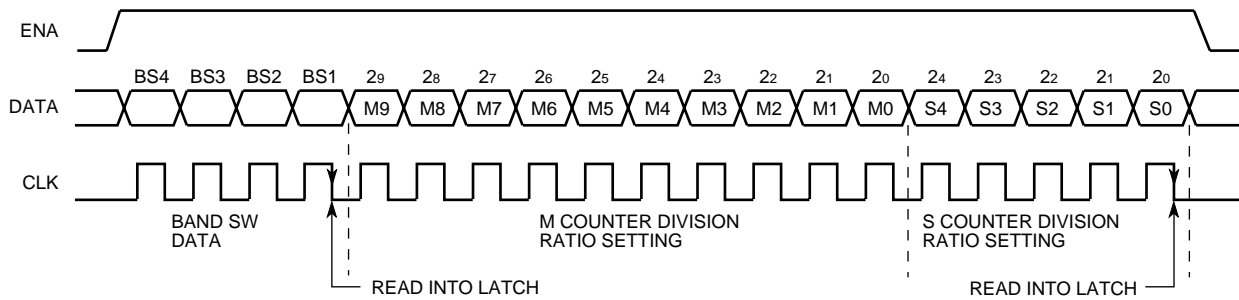 ENA
BS4 BS3 BS2 BS1 29 28 27 26 25 24 23 22 21 20 24 23 22 21 20
DATA M9 M8 M7 M6 M5 M4 M3 M2 M1 M0 S4 S3 S2 S1 S0
CLK
BAND SW
DATA
M COUNTER DIVISION
RATIO SETTING
S COUNTER DIVISION
RATIO SETTING
READ INTO LATCH
READ INTO LATCH